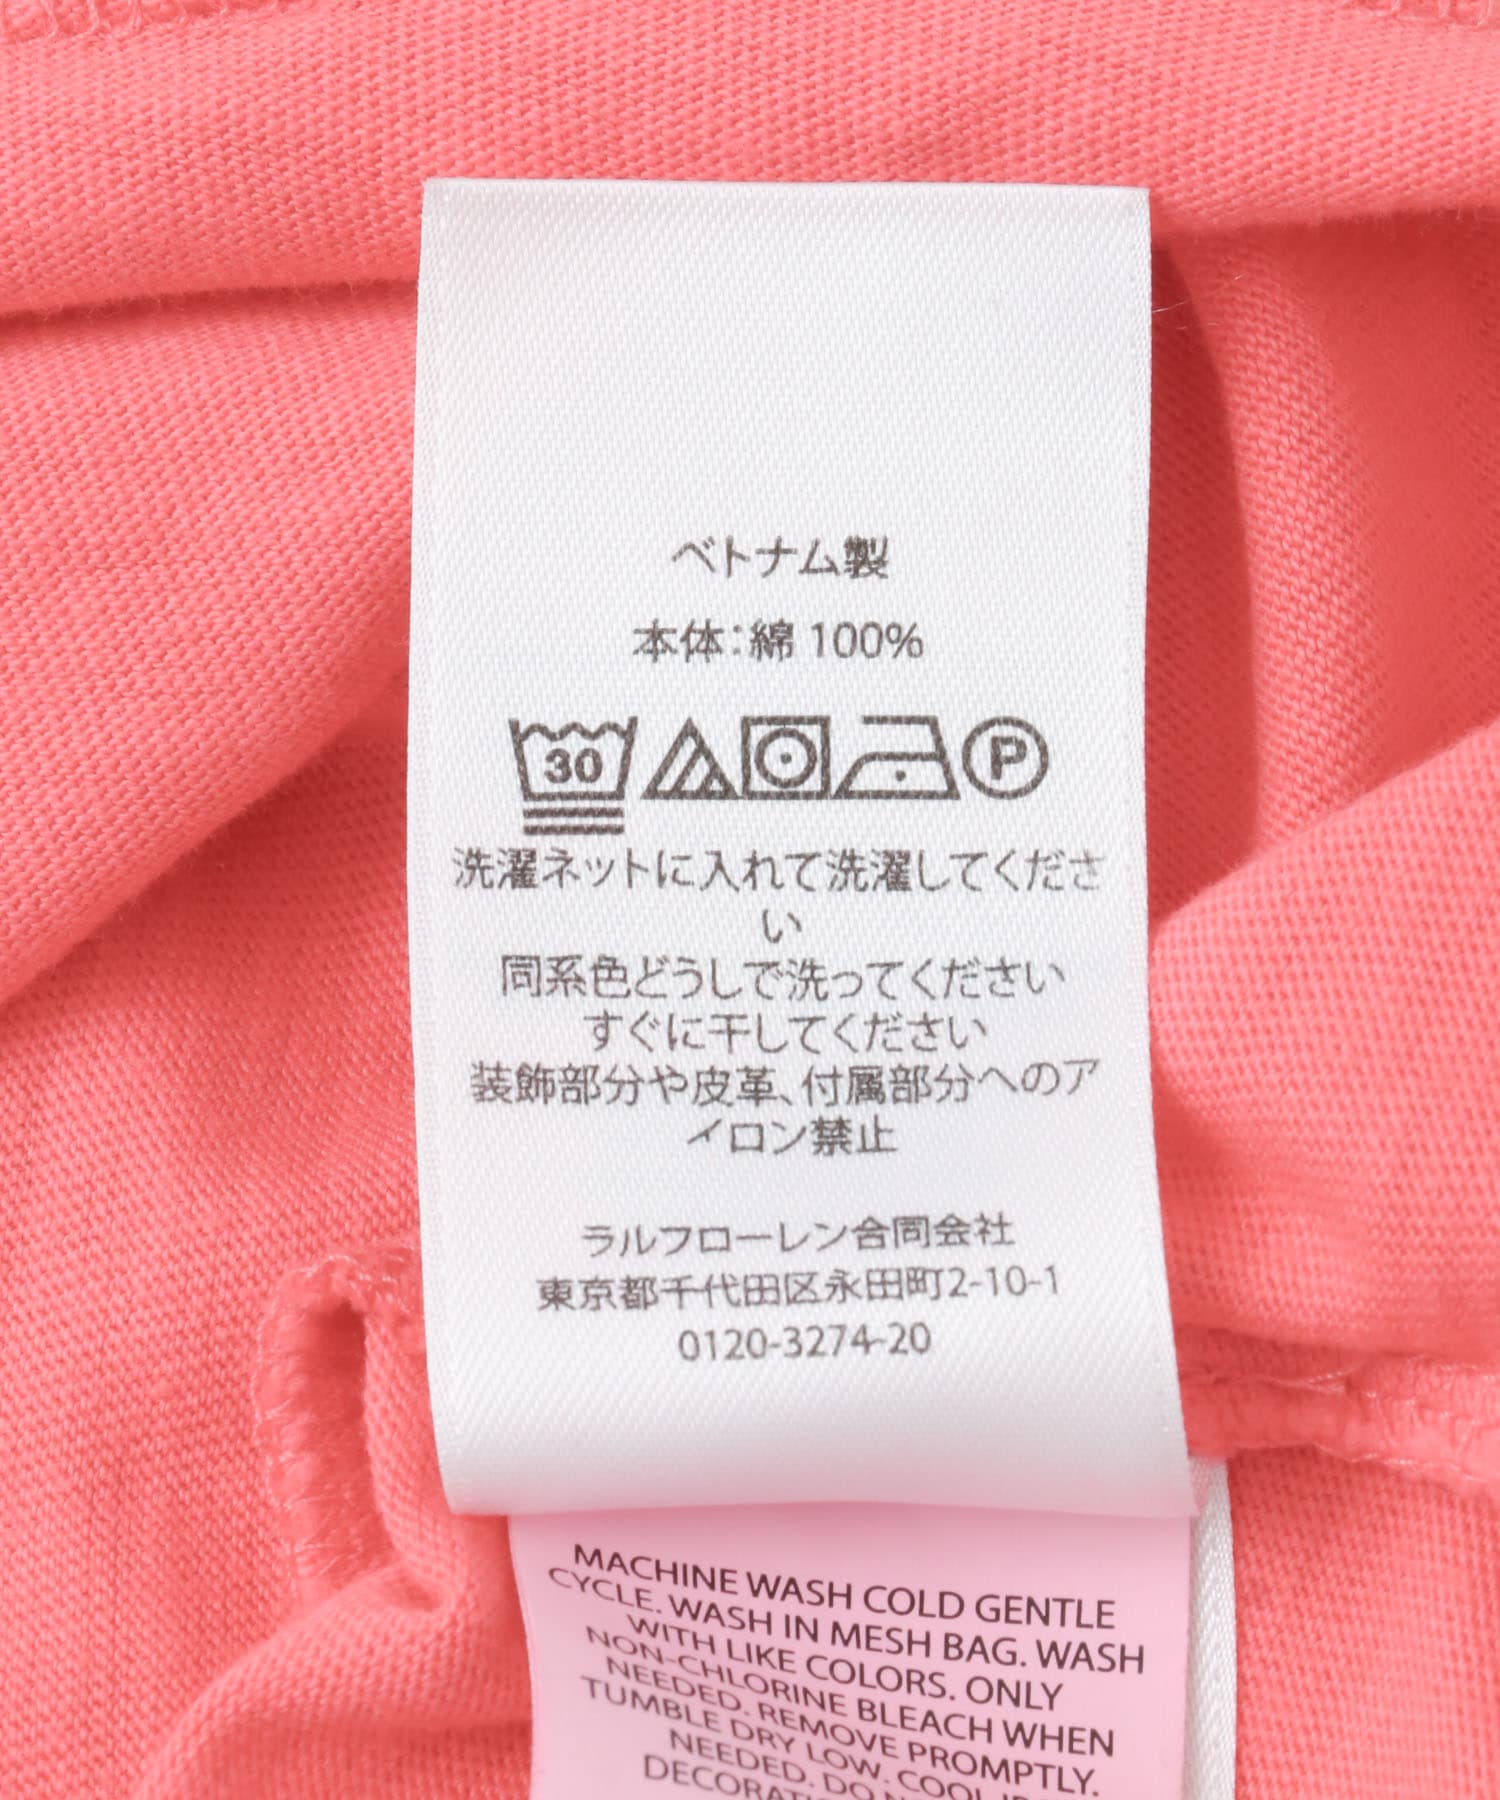 ベトナム製
本体：綿 100%
30 P
洗濯ネットに入れて洗濯してくださ
い
同系色どうしで洗ってください
すぐに干してください
装飾部分や皮革、付属部分へのア
イロン禁止
ラルフローレン合同会社
東京都千代田区永田町2-10-1
0120-3274-20
MACHINE WASH COLD GENTLE
CYCLE. WASH IN MESH BAG. WASH
WITH LIKE COLORS. ONLY
NON-CHLORINE BLEACH WHEN
NEEDED. REMOVE PROMPTLY.
TUMBLE DRY LOW. COOL
NEEDED. DO